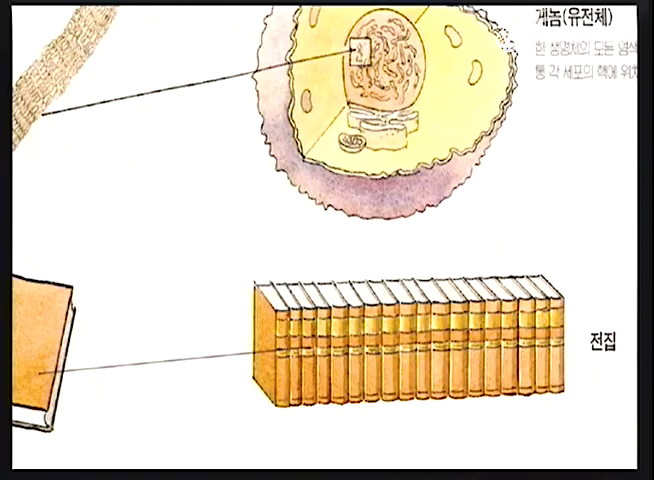 게놈(유전체)
한 생명체의 모든 염색
통 각 세포의 핵에 위치
전집